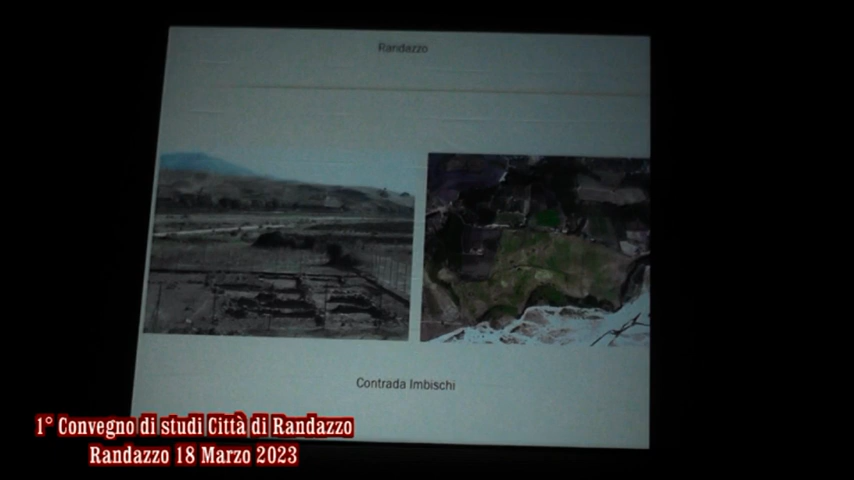 Randazzo
Contrada Imbischi
1° Convegno di studi Città di Randazzo
Randazzo 18 Marzo 2023